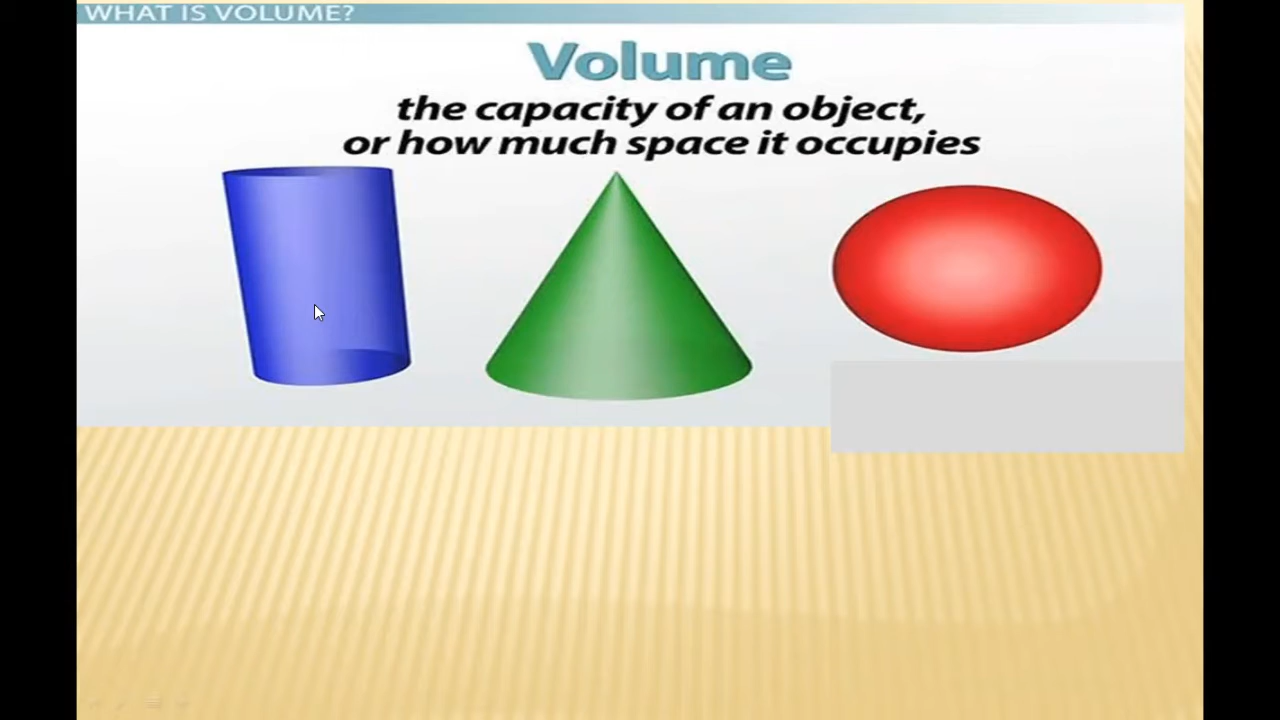 WHAT IS VOLUME?
Volume
the capacity of an object,
or how much space it occupies